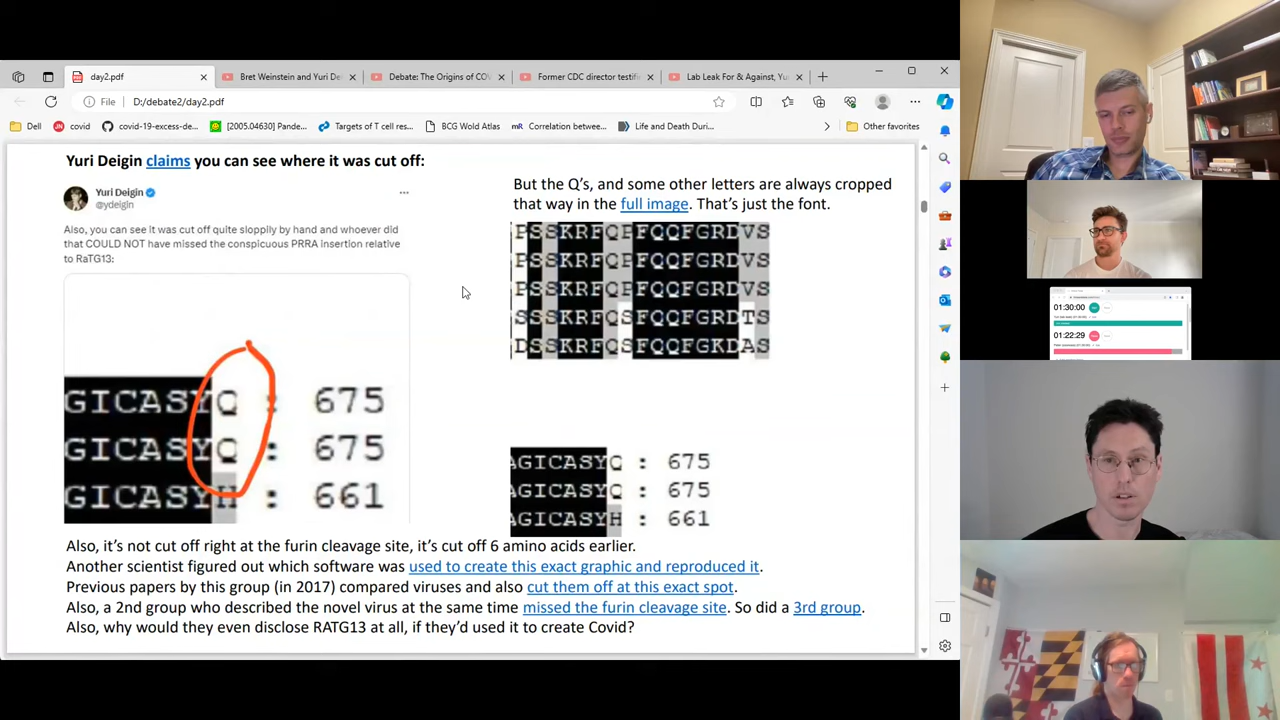 day2.pdf
Bret Weinstein and Yuri De
Debate: The Origins of CO
Former CDC director testif
Lab Leak For & Against, Yu
File
D:/debate2/day2.pdf
Dell
covid
covid-19-excess-de...
[2005.04630] Pande...
Targets of T cell res...
BCG Wold Atlas
Correlation betwee...
Life and Death Duri...
Other favorites
Yuri Deigin claims you can see where it was cut off:
Yuri Deigin
@ydeigin
Also, you can see it was cut off quite sloppily by hand and whoever did
that COULD NOT have missed the conspicuous PRRA insertion relative
to RaTG13:
GICASYQ : 675
GICASYQ : 675
GICASYH : 661
But the Q's, and some other letters are always cropped
that way in the full image. That's just the font.
PSSKRFQPFQQFGRDVS
PSSKRFQPFQQFGRDVS
PSSKRFQPFQQFGRDVS
SSSKRFQSFQQFGRDTS
DSSKRFQSFQQFGKDAS
AGICASYQ : 675
AGICASYQ : 675
AGICASYH : 661
Also, it's not cut off right at the furin cleavage site, it's cut off 6 amino acids earlier.
Another scientist figured out which software was used to create this exact graphic and reproduced it.
Previous papers by this group (in 2017) compared viruses and also cut them off at this exact spot.
Also, a 2nd group who described the novel virus at the same time missed the furin cleavage site. So did a 3rd group.
Also, why would they even disclose RATG13 at all, if they'd used it to create Covid?
01:30:00
01:22:29